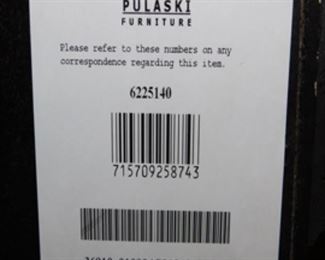 PULASKI
FURNITURE
Please refer to these numbers on any
correspondence regarding this item.
6225140
715709258743